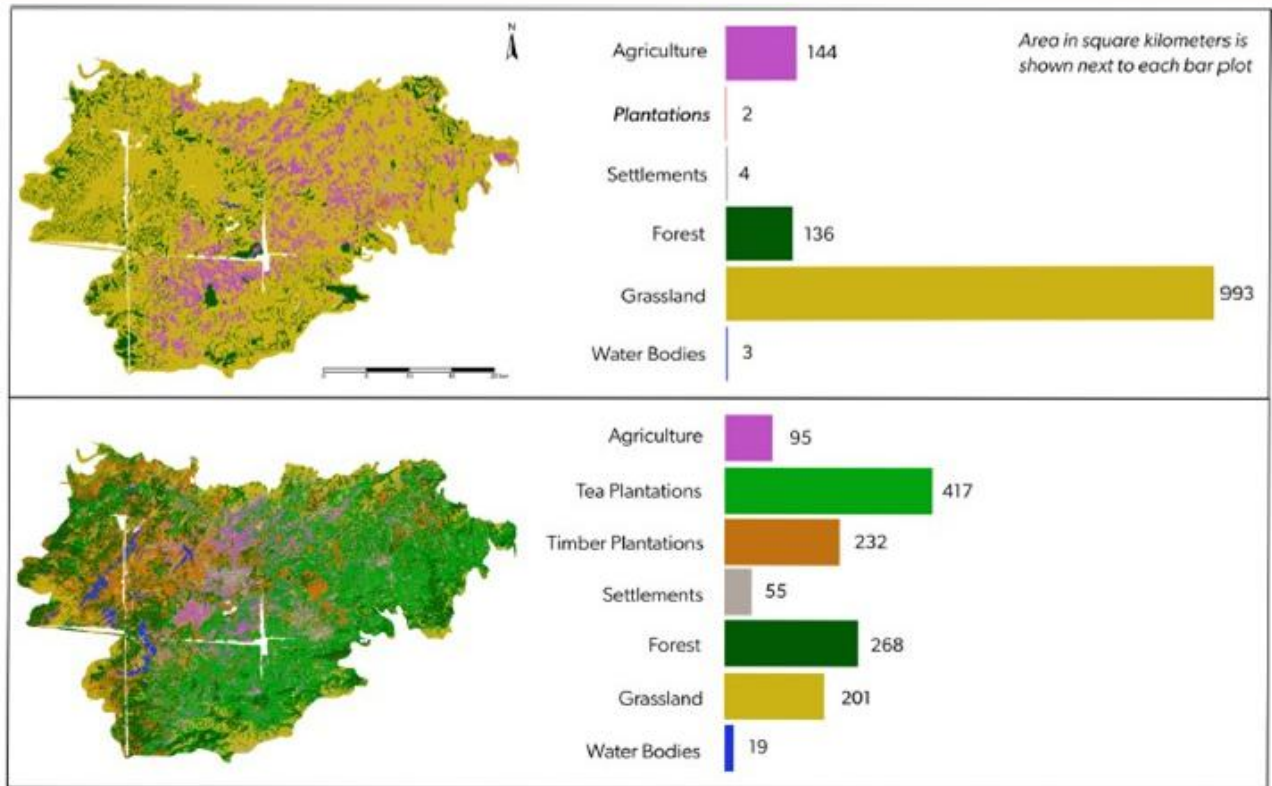 N
Agriculture
144
Area in square kilometers is
shown next to each bar plot
Plantations
2
Settlements
4
Forest
136
Grassland
993
Water Bodies
3
Agriculture
95
Tea Plantations
417
Timber Plantations
232
Settlements
55
Forest
268
Grassland
201
Water Bodies
19